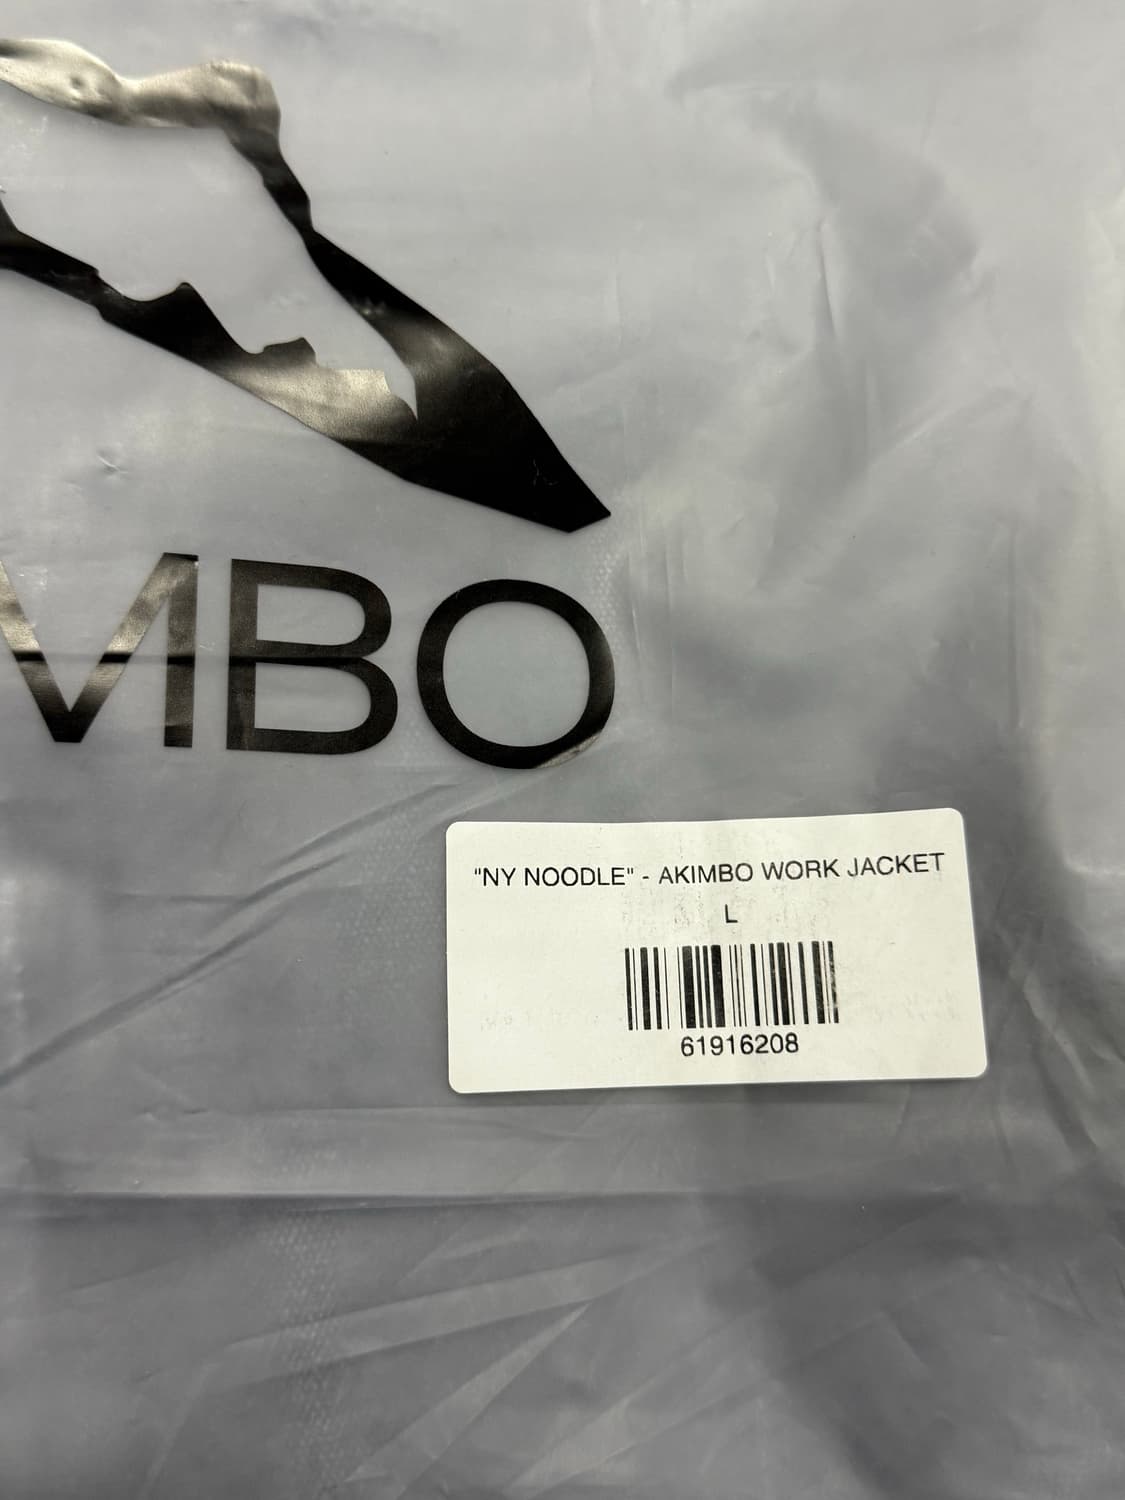 MBO
"NY NOODLE" - AKIMBO WORK JACKET
L
61916208